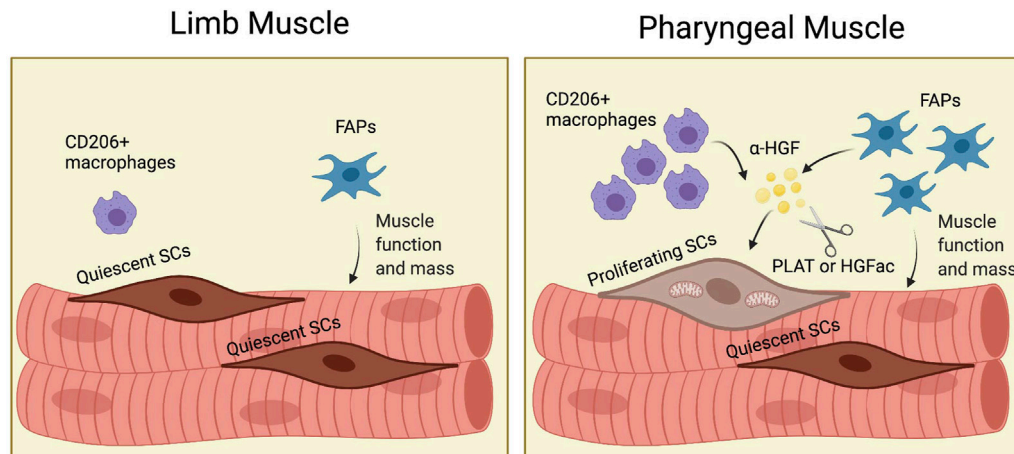 Limb Muscle
CD206+
macrophages
FAPs
Muscle
function
and mass
Quiescent SCs
Quiescent SCs
Pharyngeal Muscle
CD206+
macrophages
α-HGF
FAPs
Muscle
function
and mass
PLAT or HGFac
Proliferating SCs
Quiescent SCs